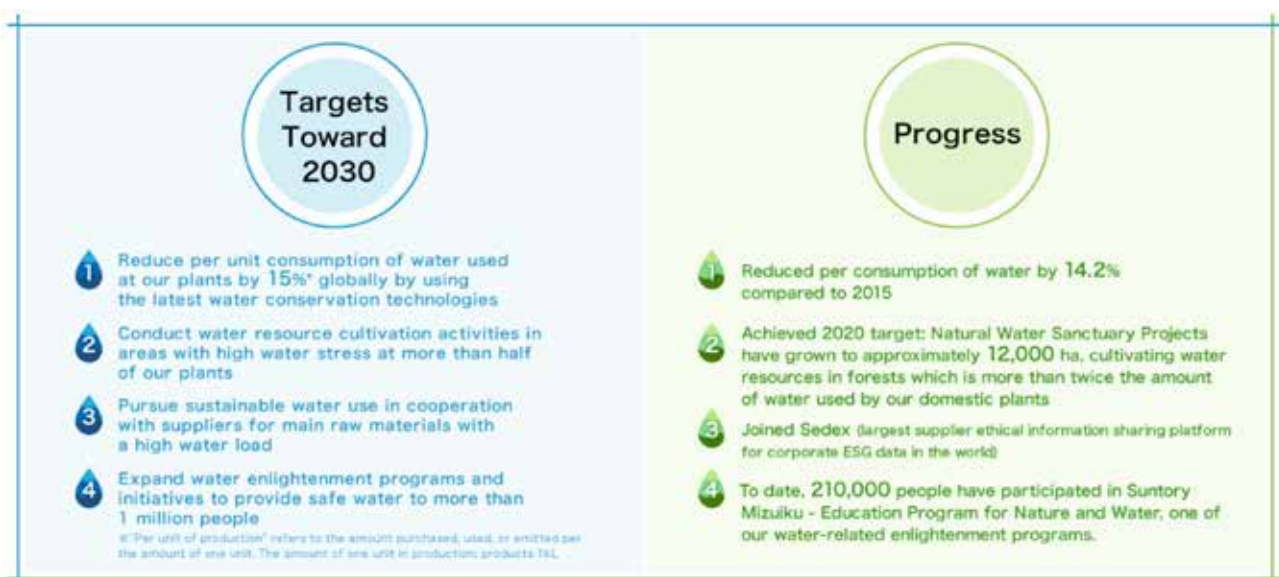 Targets
Toward
2030
1
Reduce per unit consumption of water used
at our plants by 15%* globally by using
the latest water conservation technologies
2
Conduct water resource cultivation activities in
areas with high water stress at more than half
of our plants
3
Pursue sustainable water use in cooperation
with suppliers for main raw materials with
a high water load
4
Expand water enlightenment programs and
initiatives to provide safe water to more than
1 million people
※"Per unit of production" refers to the amount purchased, used, or emitted per
the amount of one unit. The amount of one unit in production: products 1kL
Progress
1
Reduced per consumption of water by 14.2%
compared to 2015
2
Achieved 2020 target: Natural Water Sanctuary Projects
have grown to approximately 12,000 ha, cultivating water
resources in forests which is more than twice the amount
of water used by our domestic plants
3
Joined Sedex (largest supplier ethical information sharing platform
for corporate ESG data in the world)
4
To date, 210,000 people have participated in Suntory
Mizuiku - Education Program for Nature and Water, one of
our water-related enlightenment programs.